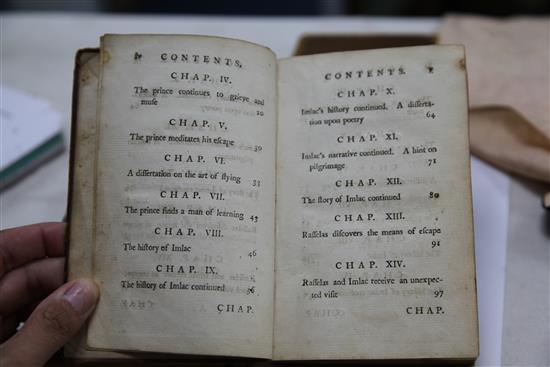 iv CONTENTS.
CHAP. IV.
The prince continues to grieve and
muse 20
CHAP. V.
The prince meditates his eſcape 30
CHAP. VI.
A diſſertation on the art of flying 33
CHAP. VII.
The prince finds a man of learning 43
CHAP. VIII.
The hiſtory of Imlac 46
CHAP. IX.
The hiſtory of Imlac continued 56
CHAP.
CONTENTS. v
CHAP. X.
Imlac's hiſtory continued. A diſſerta-
tion upon poetry 64
CHAP. XI.
Imlac's narrative continued. A hint on
pilgrimage 71
CHAP. XII.
The ſtory of Imlac continued 80
CHAP. XIII.
Raſſelas diſcovers the means of eſcape
91
CHAP. XIV.
Raſſelas and Imlac receive an unexpec-
ted viſit 97
CHAP.